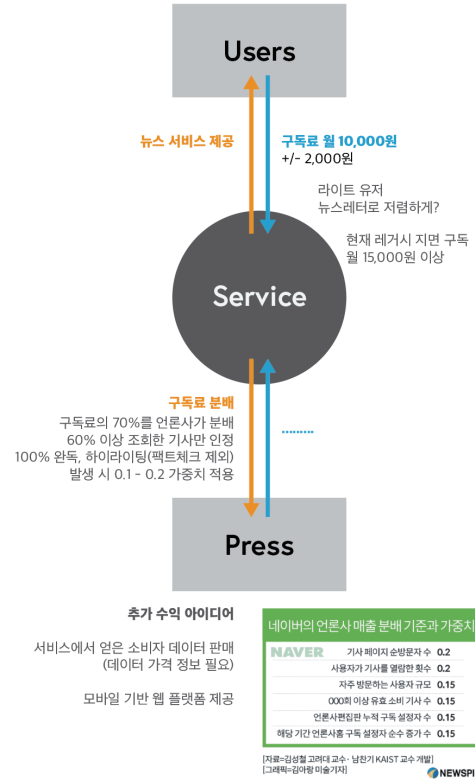 Users
뉴스 서비스 제공
구독료 월 10,000원
+/- 2,000원
라이트 유저
뉴스레터로 저렴하게?
현재 레거시 지면 구독
월 15,000원 이상
Service
구독료 분배
구독료의 70%를 언론사가 분배
60% 이상 조회한 기사만 인정
100% 완독, 하이라이팅(팩트체크 제외)
발생 시 0.1 - 0.2 가중치 적용
.........
Press
추가 수익 아이디어
서비스에서 얻은 소비자 데이터 판매
(데이터 가격 정보 필요)
모바일 기반 웹 플랫폼 제공
네이버의 언론사 매출 분배 기준과 가중치
NAVER 기사 페이지 순방문자 수 0.2
사용자가 기사를 열람한 횟수 0.2
자주 방문하는 사용자 규모 0.15
000회 이상 유효 소비 기사 수 0.15
언론사편집판 누적 구독 설정자 수 0.15
해당 기간 언론사홈 구독 설정자 순수 증가 수 0.15
[자료=김성철 고려대 교수· 남찬기 KAIST 교수 개발]
[그래픽=김아랑 미술기자]
NEWSPI